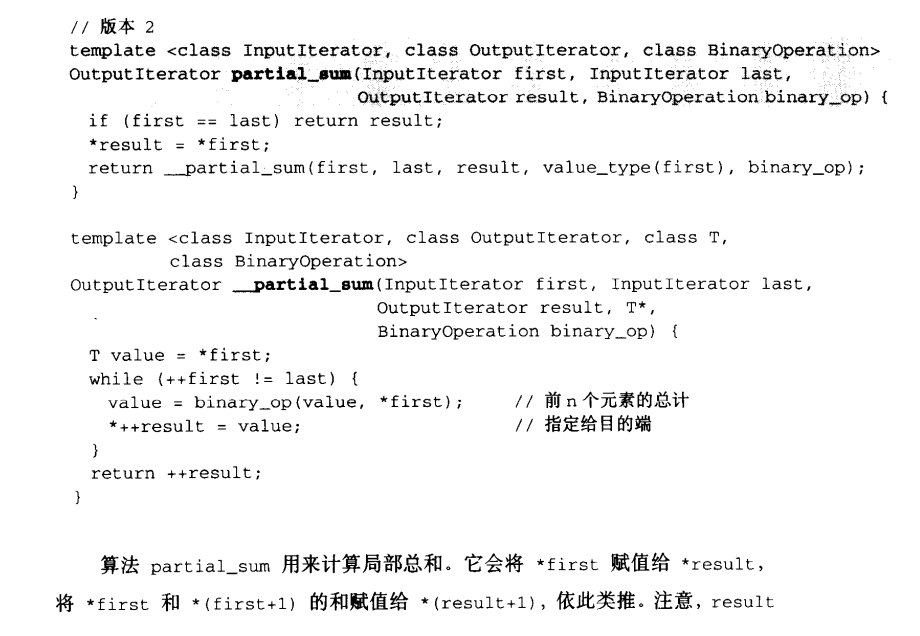 // 版本 2
template <class InputIterator, class OutputIterator, class BinaryOperation>
OutputIterator partial_sum(InputIterator first, InputIterator last,
OutputIterator result, BinaryOperation binary_op) {
if (first == last) return result;
*result = *first;
return __partial_sum(first, last, result, value_type(first), binary_op);
}
template <class InputIterator, class OutputIterator, class T,
class BinaryOperation>
OutputIterator __partial_sum(InputIterator first, InputIterator last,
OutputIterator result, T*,
BinaryOperation binary_op) {
T value = *first;
while (++first != last) {
value = binary_op(value, *first); // 前 n 个元素的总计
*++result = value; // 指定给目的端
}
return ++result;
}
算法 partial_sum 用来计算局部总和。它会将 *first 赋值给 *result,
将 *first 和 *(first+1) 的和赋值给 *(result+1), 依此类推。注意, result